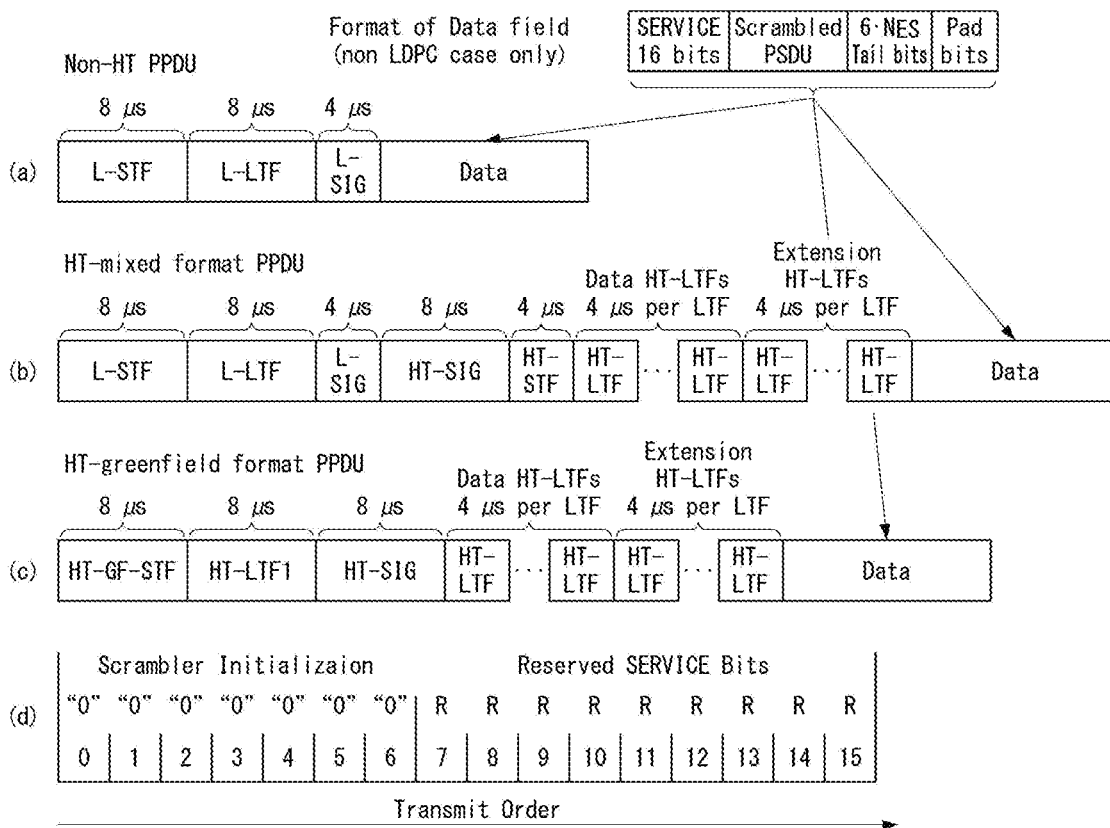 Format of Data field
(non LDPC case only)
SERVICE 16 bits Scrambled PSDU 6·NES Tail bits Pad bits
Non-HT PPDU
8 μs 8 μs 4 μs
(a) L-STF L-LTF L-SIG Data
HT-mixed format PPDU
Data HT-LTFs 4 μs per LTF
Extension HT-LTFs 4 μs per LTF
8 μs 8 μs 4 μs 8 μs 4 μs
(b) L-STF L-LTF L-SIG HT-SIG HT-STF HT-LTF ... HT-LTF HT-LTF ... HT-LTF Data
HT-greenfield format PPDU
Data HT-LTFs 4 μs per LTF
Extension HT-LTFs 4 μs per LTF
8 μs 8 μs 8 μs
(c) HT-GF-STF HT-LTF1 HT-SIG HT-LTF ... HT-LTF HT-LTF ... HT-LTF Data
Scrambler Initializaion Reserved SERVICE Bits
(d) “0” “0” “0” “0” “0” “0” “0” R R R R R R R R R
0 1 2 3 4 5 6 7 8 9 10 11 12 13 14 15
Transmit Order